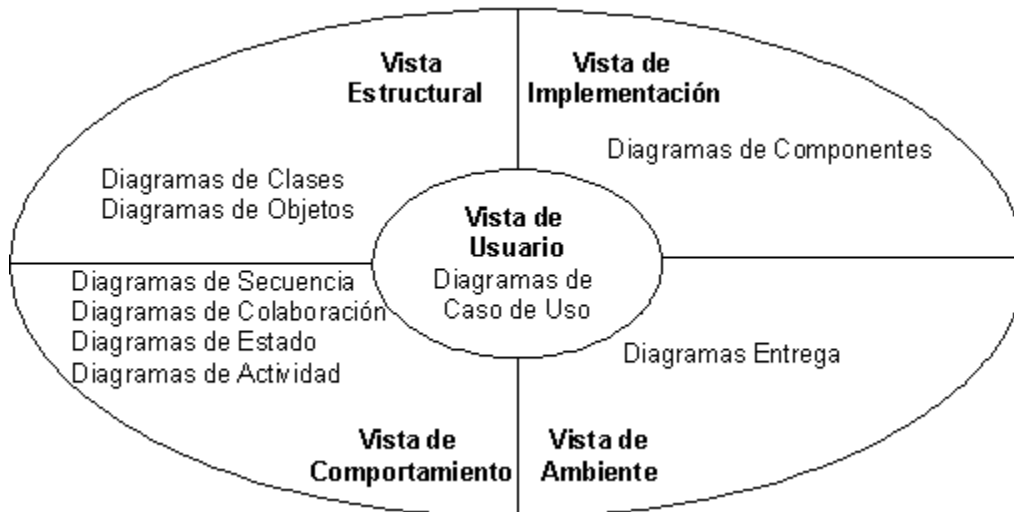 Vista
Estructural
Diagramas de Clases
Diagramas de Objetos
Vista de
Implementación
Diagramas de Componentes
Vista de
Usuario
Diagramas de
Caso de Uso
Diagramas de Secuencia
Diagramas de Colaboración
Diagramas de Estado
Diagramas de Actividad
Vista de
Comportamiento
Diagramas Entrega
Vista de
Ambiente